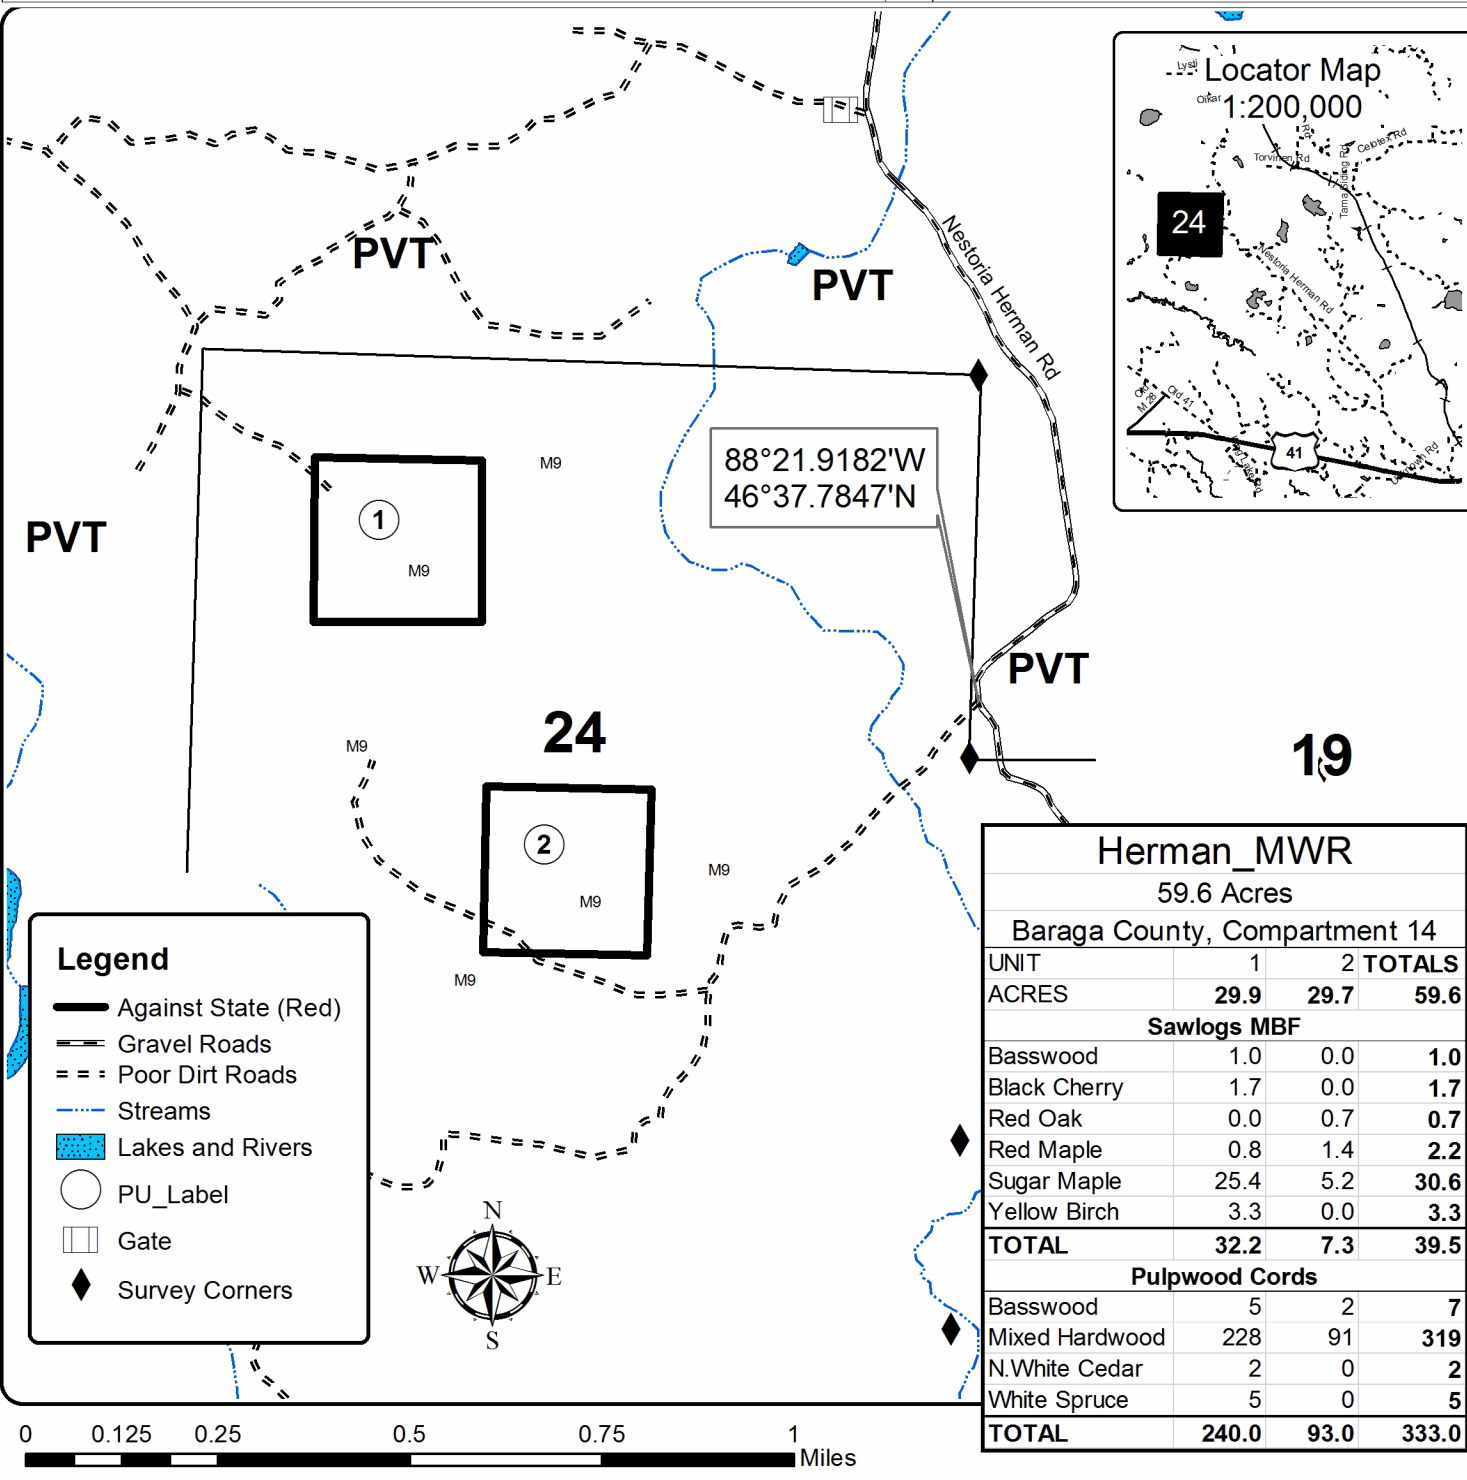 Locator Map
1:200,000
Oikar
Rd
Torvinen Rd
Celotex Rd
Tama Siding Rd
24
Nestoria Herman Rd
Old 41
M 28
41
Nestoria Herman Rd
PVT
PVT
88°21.9182'W
46°37.7847'N
M9
1
M9
PVT
PVT
24
M9
19
2
M9
M9
M9
Legend
Against State (Red)
Gravel Roads
Poor Dirt Roads
Streams
Lakes and Rivers
PU_Label
Gate
Survey Corners
N
W E
S
Herman_MWR
59.6 Acres
Baraga County, Compartment 14
UNIT 1 2 TOTALS
ACRES 29.9 29.7 59.6
Sawlogs MBF
Basswood 1.0 0.0 1.0
Black Cherry 1.7 0.0 1.7
Red Oak 0.0 0.7 0.7
Red Maple 0.8 1.4 2.2
Sugar Maple 25.4 5.2 30.6
Yellow Birch 3.3 0.0 3.3
TOTAL 32.2 7.3 39.5
Pulpwood Cords
Basswood 5 2 7
Mixed Hardwood 228 91 319
N.White Cedar 2 0 2
White Spruce 5 0 5
TOTAL 240.0 93.0 333.0
0 0.125 0.25 0.5 0.75 1
Miles